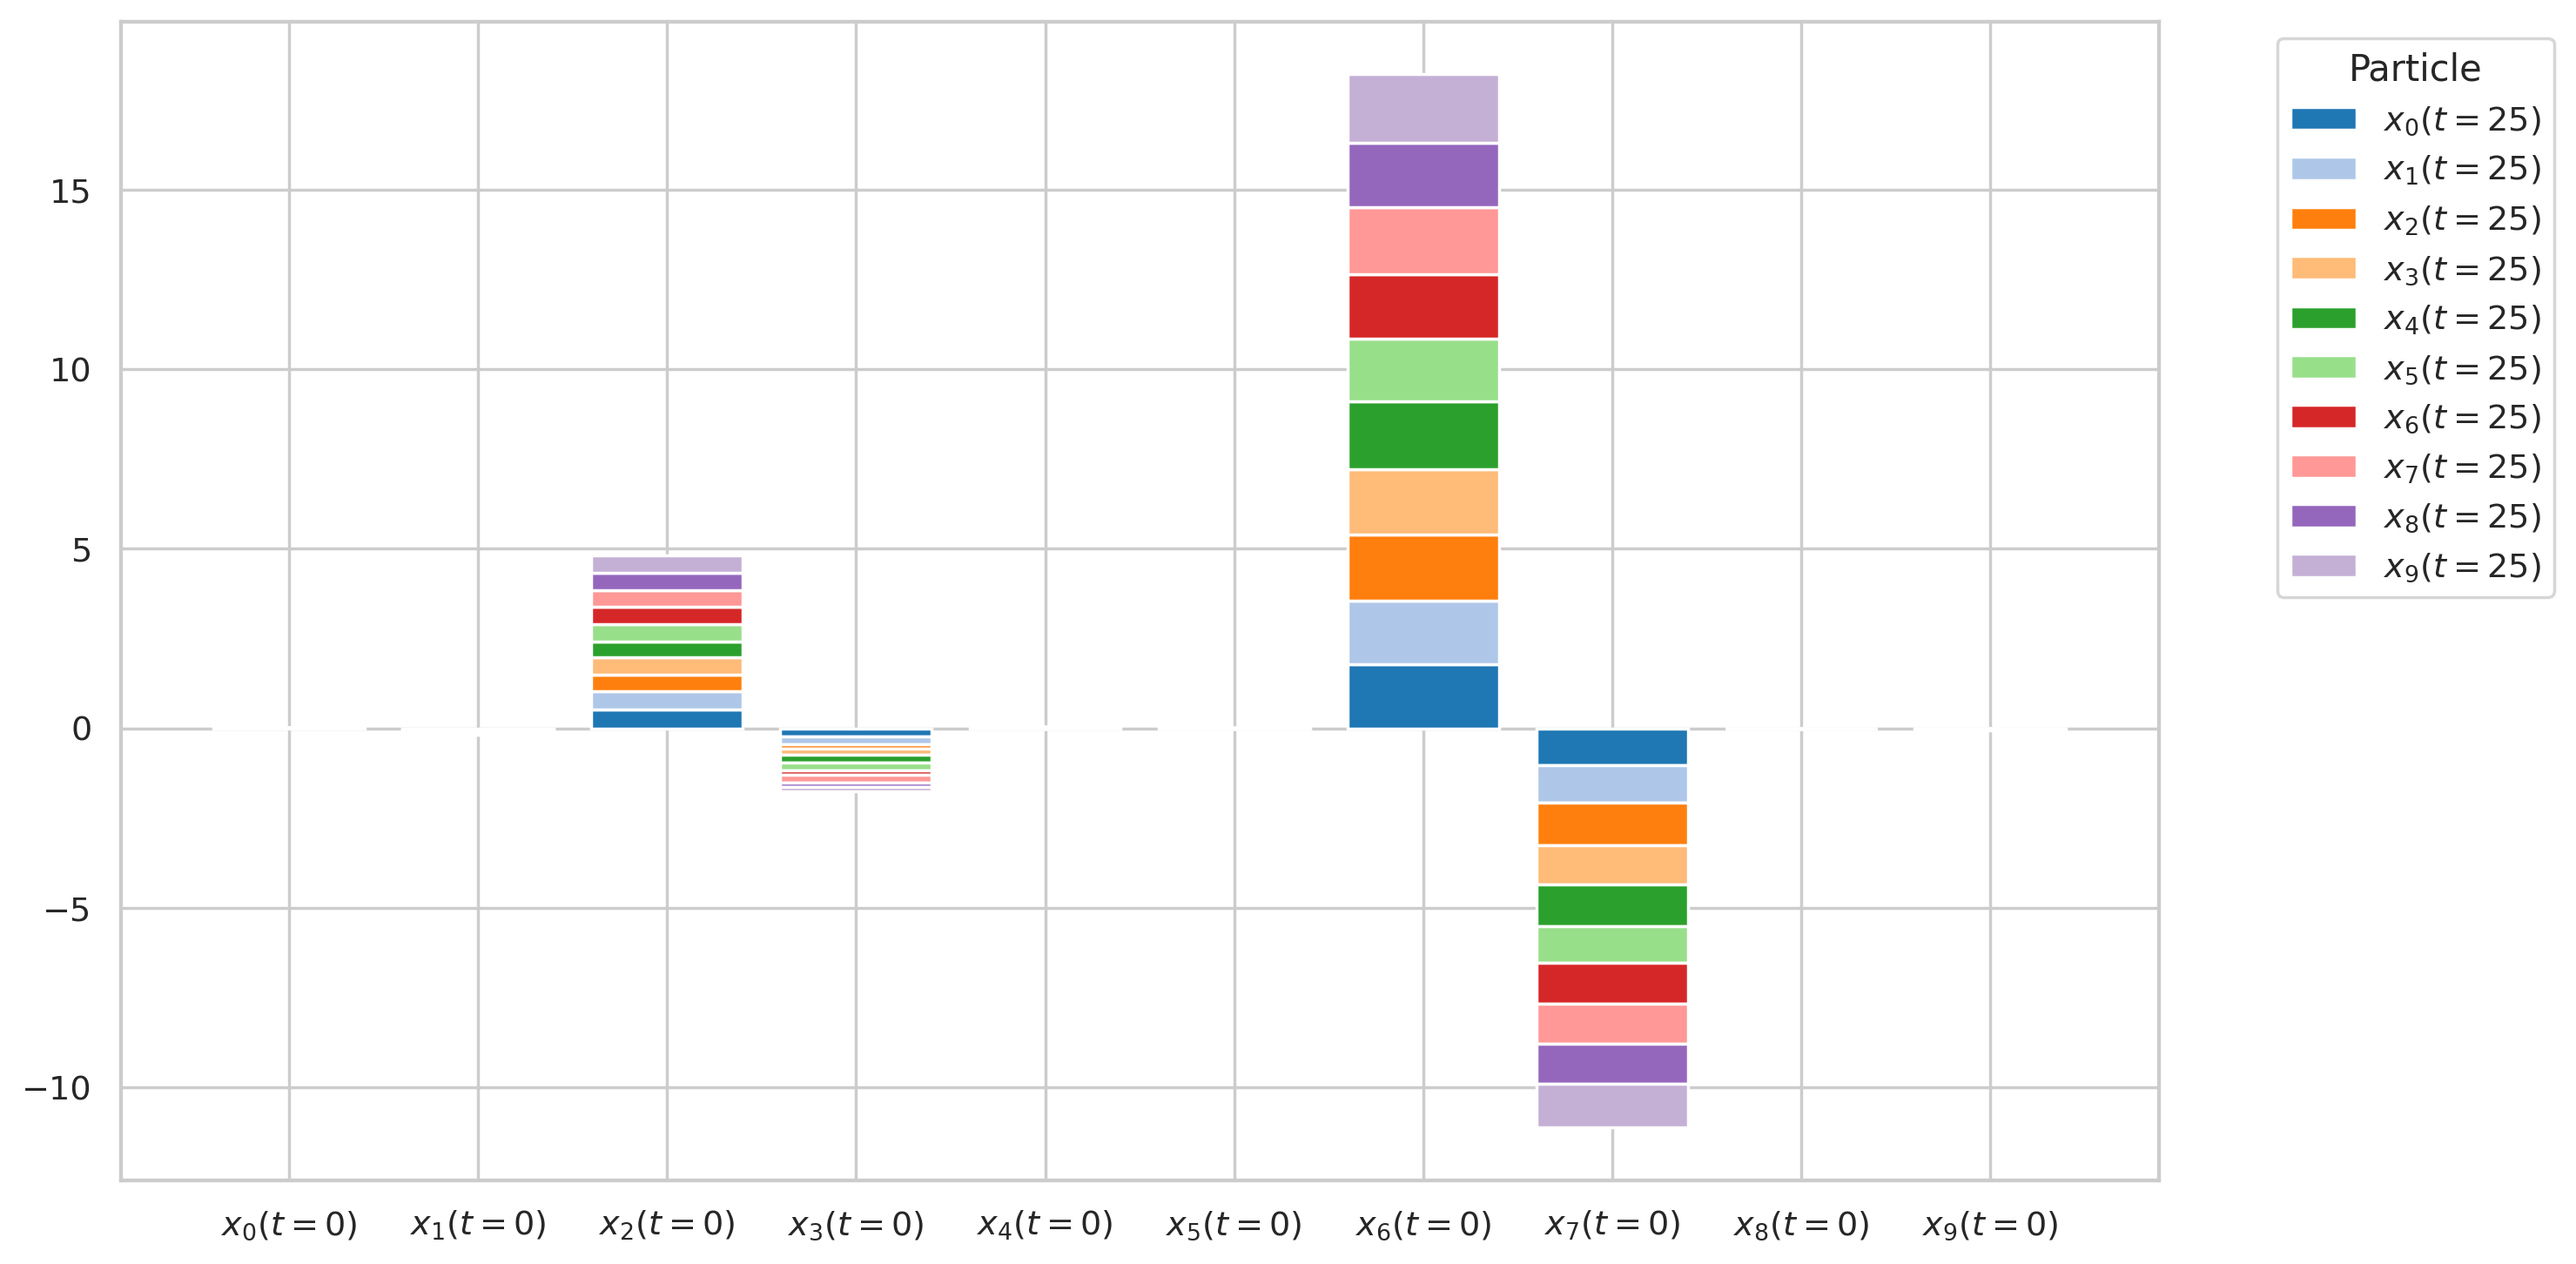 15
10
5
0
−5
−10
x₀(t = 0) x₁(t = 0) x₂(t = 0) x₃(t = 0) x₄(t = 0) x₅(t = 0) x₆(t = 0) x₇(t = 0) x₈(t = 0) x₉(t = 0)
Particle
x₀(t = 25)
x₁(t = 25)
x₂(t = 25)
x₃(t = 25)
x₄(t = 25)
x₅(t = 25)
x₆(t = 25)
x₇(t = 25)
x₈(t = 25)
x₉(t = 25)